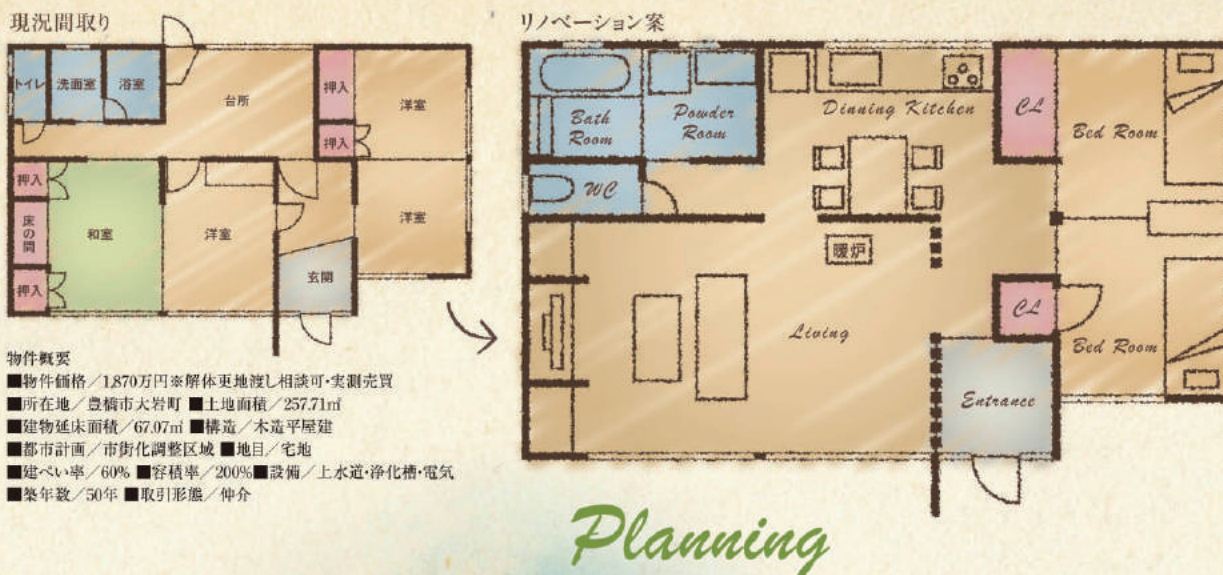 現況間取り
トイレ
洗面室
浴室
台所
押入
洋室
押入
押入
床の間
和室
洋室
洋室
玄関
押入
物件概要
■物件価格／1,870万円※解体更地渡し相談可・実測売買
■所在地／豊橋市大岩町 ■土地面積／257.71㎡
■建物延床面積／67.07㎡ ■構造／木造平屋建
■都市計画／市街化調整区域 ■地目／宅地
■建ぺい率／60% ■容積率／200%■設備／上水道・浄化槽・電気
■築年数／50年 ■取引形態／仲介
リノベーション案
Bath
Room
Powder
Room
Dinning Kitchen
CL
Bed Room
WC
暖炉
Living
CL
Bed Room
Entrance
Planning